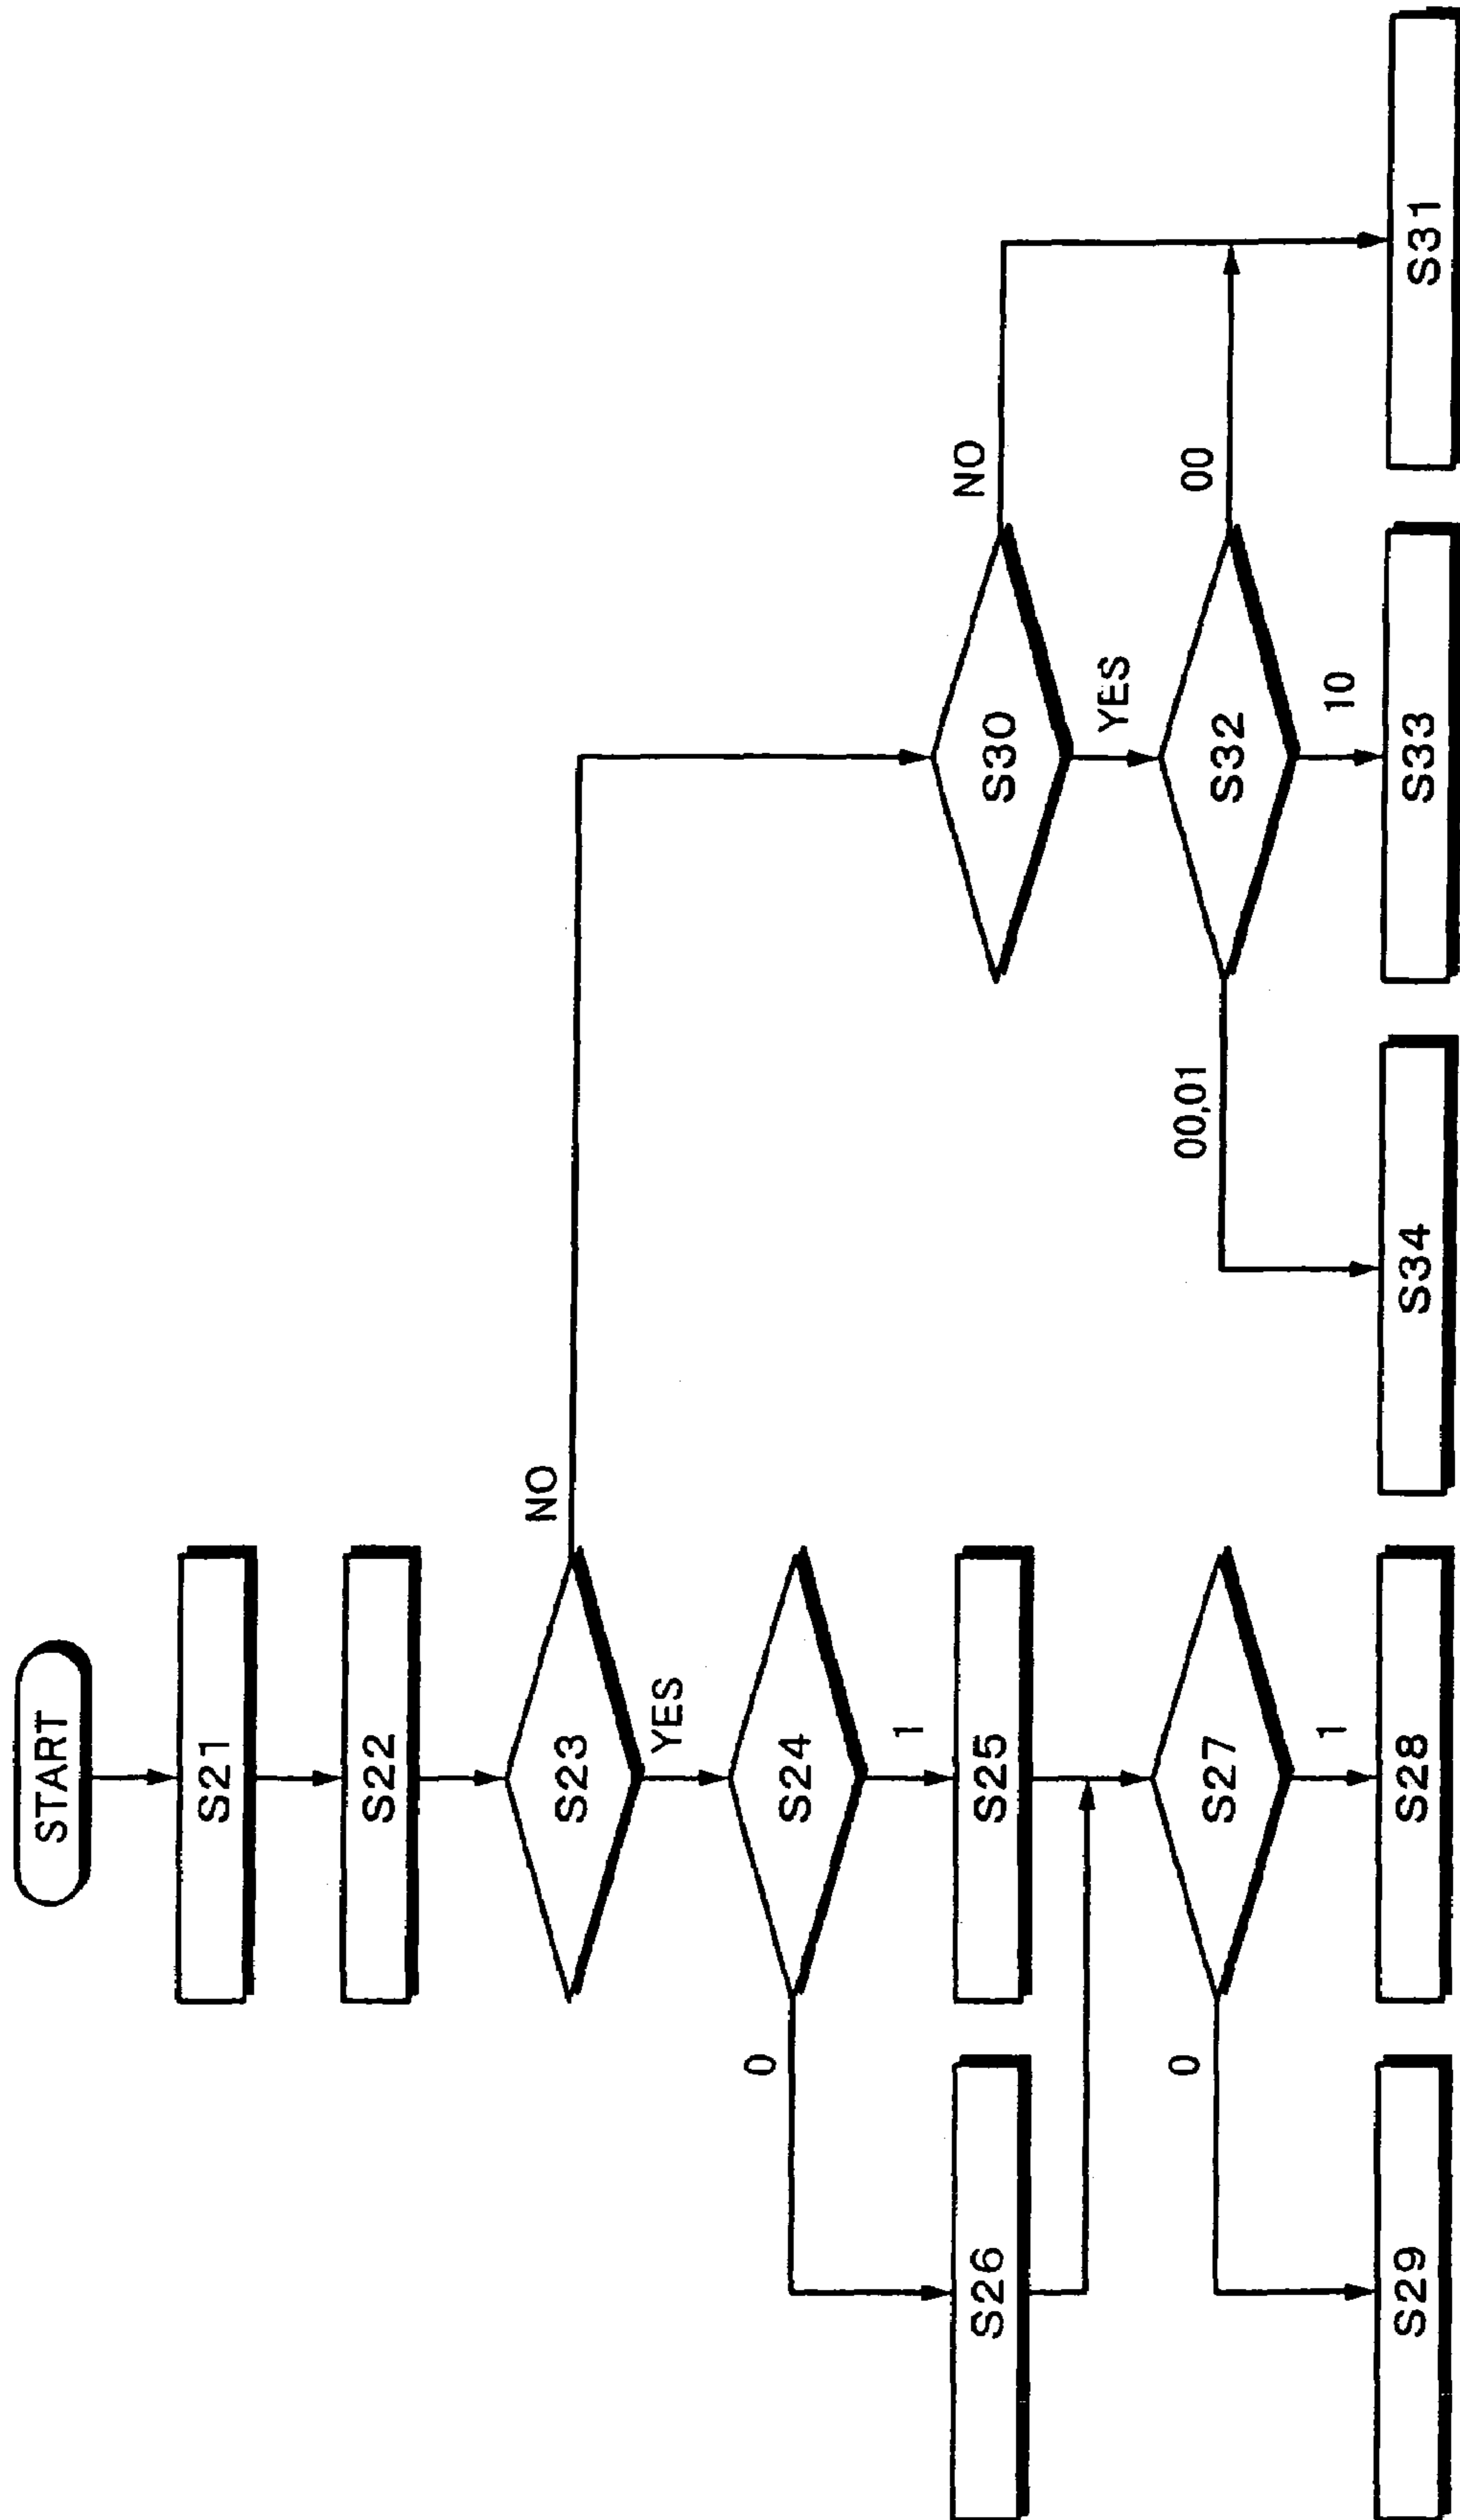 START
S21
S22
S23
NO
YES
S24
0
1
S26
S25
S30
NO
YES
S27
0
1
S32
00,01
00
10
S29
S28
S34
S33
S31